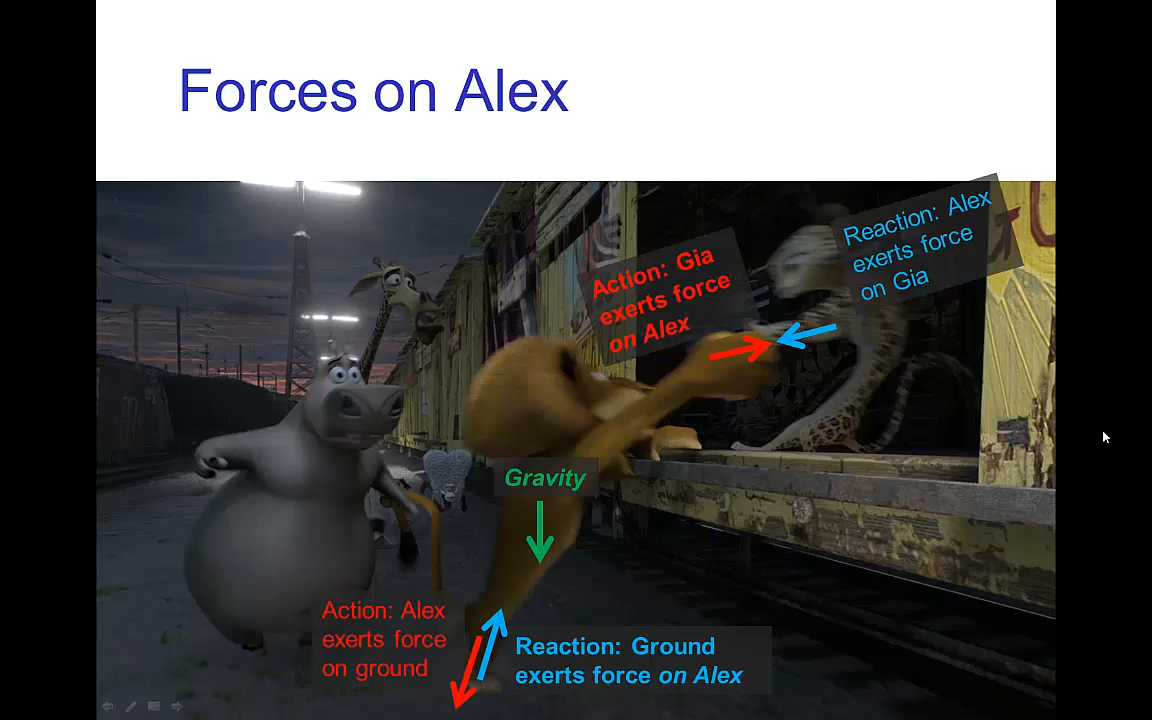 Forces on Alex
Action: Gia
exerts force
on Alex
Reaction: Alex
exerts force
on Gia
Gravity
Action: Alex
exerts force
on ground
Reaction: Ground
exerts force on Alex